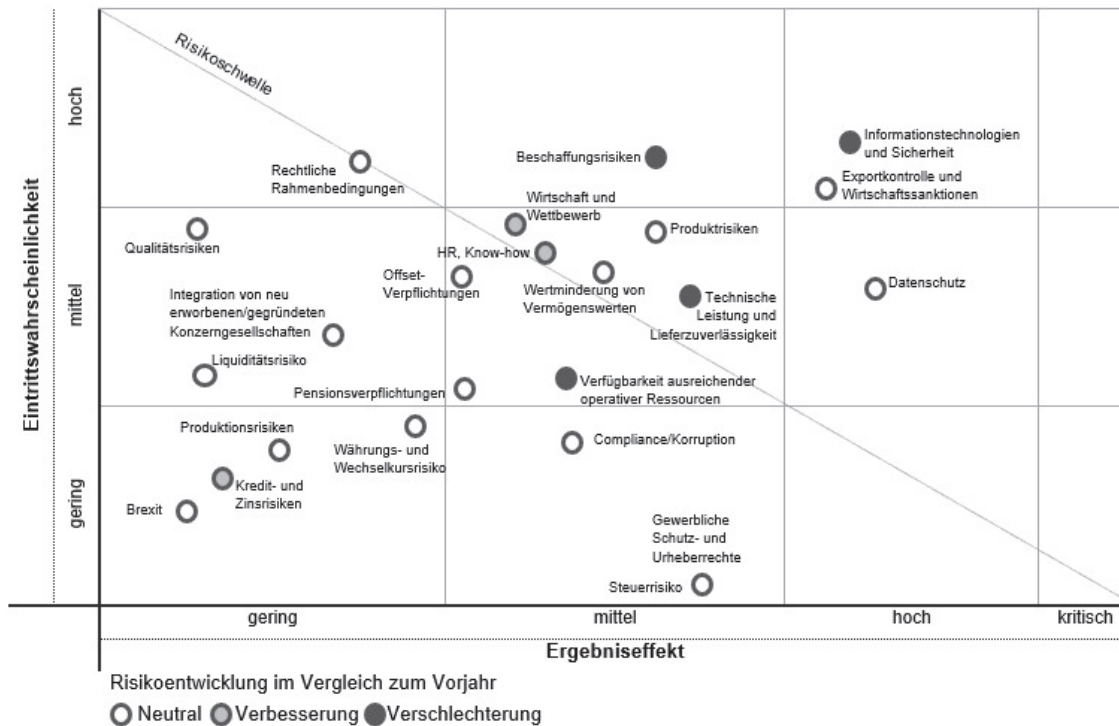 Eintrittswahrscheinlichkeit
hoch
mittel
gering
Risikoschwelle
Rechtliche
Rahmenbedingungen
Beschaffungsrisiken
Informationstechnologien
und Sicherheit
Exportkontrolle und
Wirtschaftssanktionen
Wirtschaft und
Wettbewerb
Qualitätsrisiken
HR, Know-how
Produktrisiken
Offset-
Verpflichtungen
Wertminderung von
Vermögenswerten
Datenschutz
Integration von neu
erworbenen/gegründeten
Konzerngesellschaften
Technische
Leistung und
Lieferzuverlässigkeit
Liquiditätsrisiko
Pensionsverpflichtungen
Verfügbarkeit ausreichender
operativer Ressourcen
Produktionsrisiken
Währungs- und
Wechselkursrisiko
Compliance/Korruption
Kredit- und
Zinsrisiken
Brexit
Gewerbliche
Schutz- und
Urheberrechte
Steuerrisiko
gering
mittel
hoch
kritisch
Ergebniseffekt
Risikoentwicklung im Vergleich zum Vorjahr
Neutral Verbesserung Verschlechterung